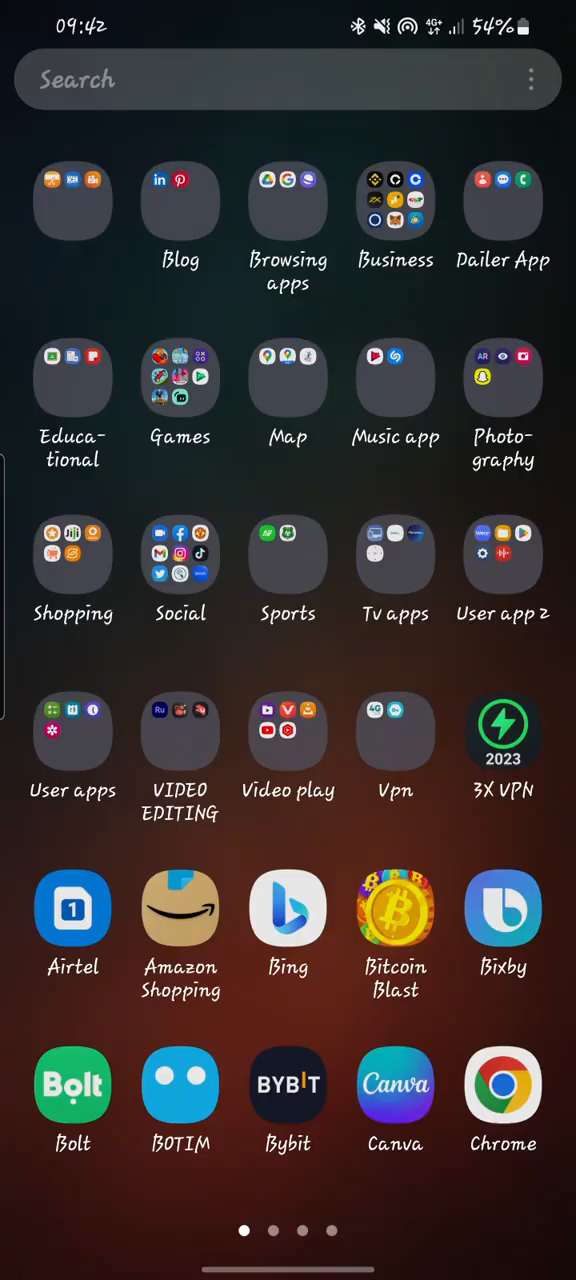 09:42 4G+ 54%
Search
Blog Browsing Business Dailer App
apps
Educa- Games Map Music app Photo-
tional graphy
Shopping Social Sports Tv apps User app 2
User apps VIDEO Video play Vpn 3X VPN
EDITING
2023
Airtel Amazon Bing Bitcoin Bixby
Shopping Blast
Bolt BYBIT Canva
Bolt BOTIM Bybit Canva Chrome